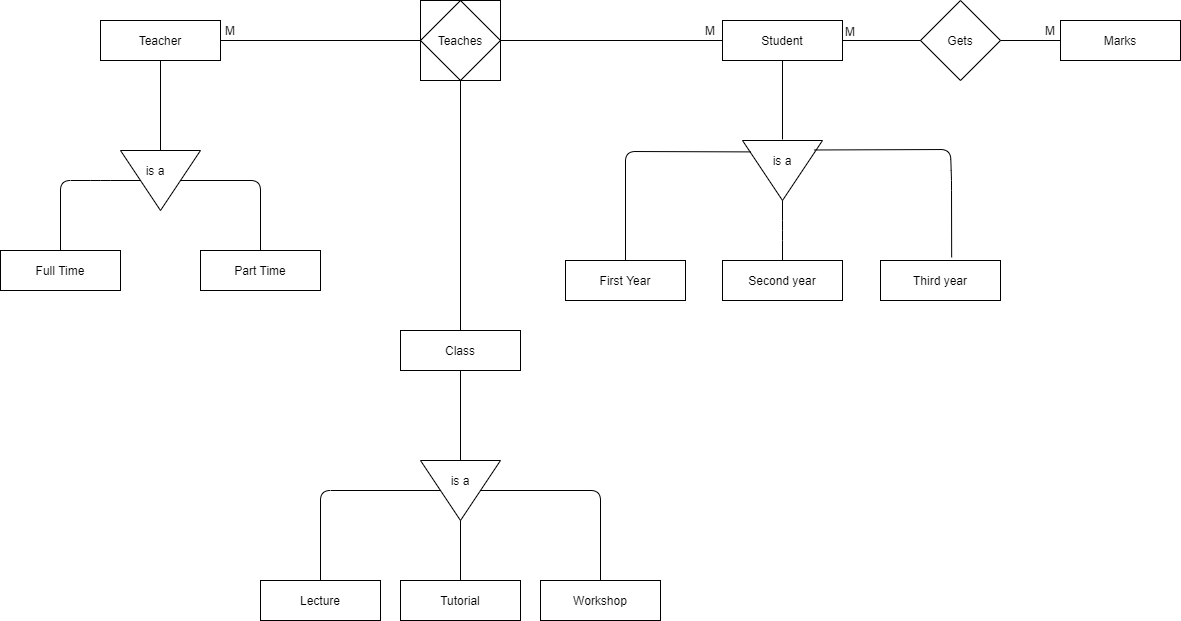 Teacher
M
Teaches
M
Student
M
Gets
M
Marks
is a
is a
Full Time
Part Time
First Year
Second year
Third year
Class
is a
Lecture
Tutorial
Workshop